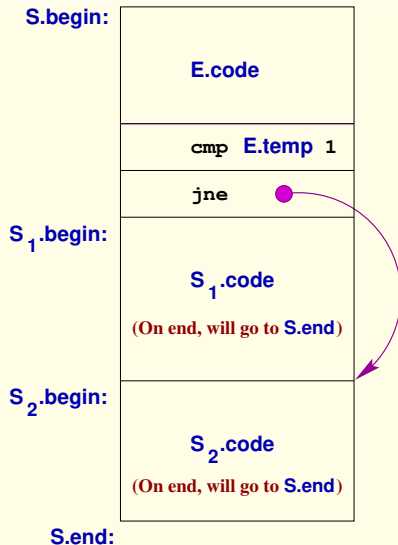 S.begin:
E.code
cmp E.temp 1
jne
S1.begin:
S1.code
(On end, will go to S.end)
S2.begin:
S2.code
(On end, will go to S.end)
S.end: